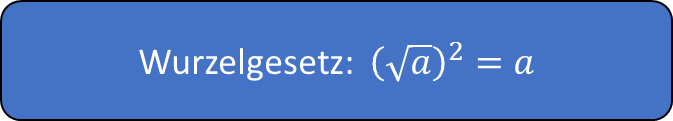 Wurzelgesetz: (√a)² = a